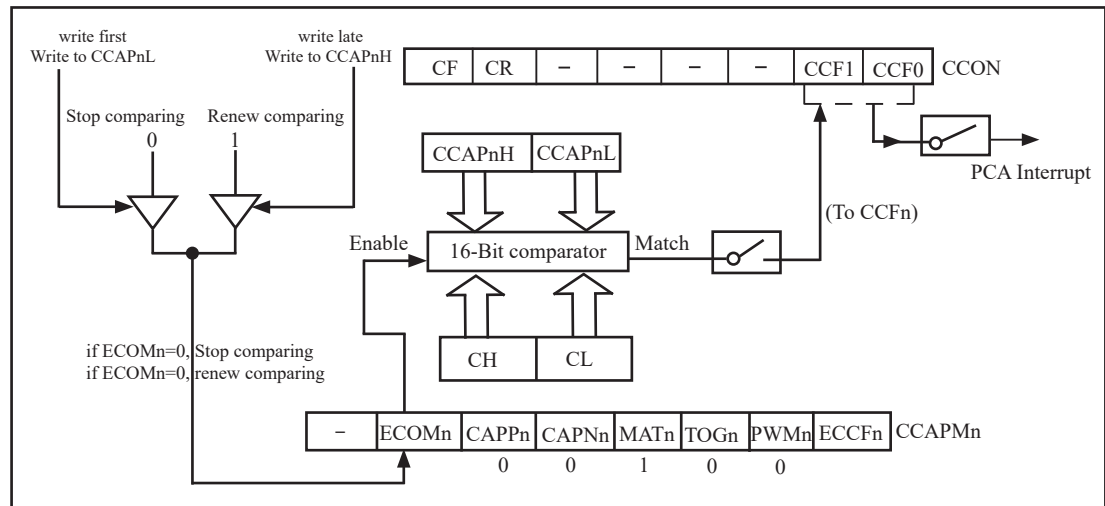 write first
Write to CCAPnL
write late
Write to CCAPnH
CF CR – – – – CCF1 CCF0 CCON
Stop comparing
0
Renew comparing
1
CCAPnH CCAPnL
PCA Interrupt
(To CCFn)
Enable
16-Bit comparator
Match
CH CL
if ECOMn=0, Stop comparing
if ECOMn=0, renew comparing
– ECOMn CAPPn CAPNn MATn TOGn PWMn ECCFn CCAPMn
0 0 1 0 0